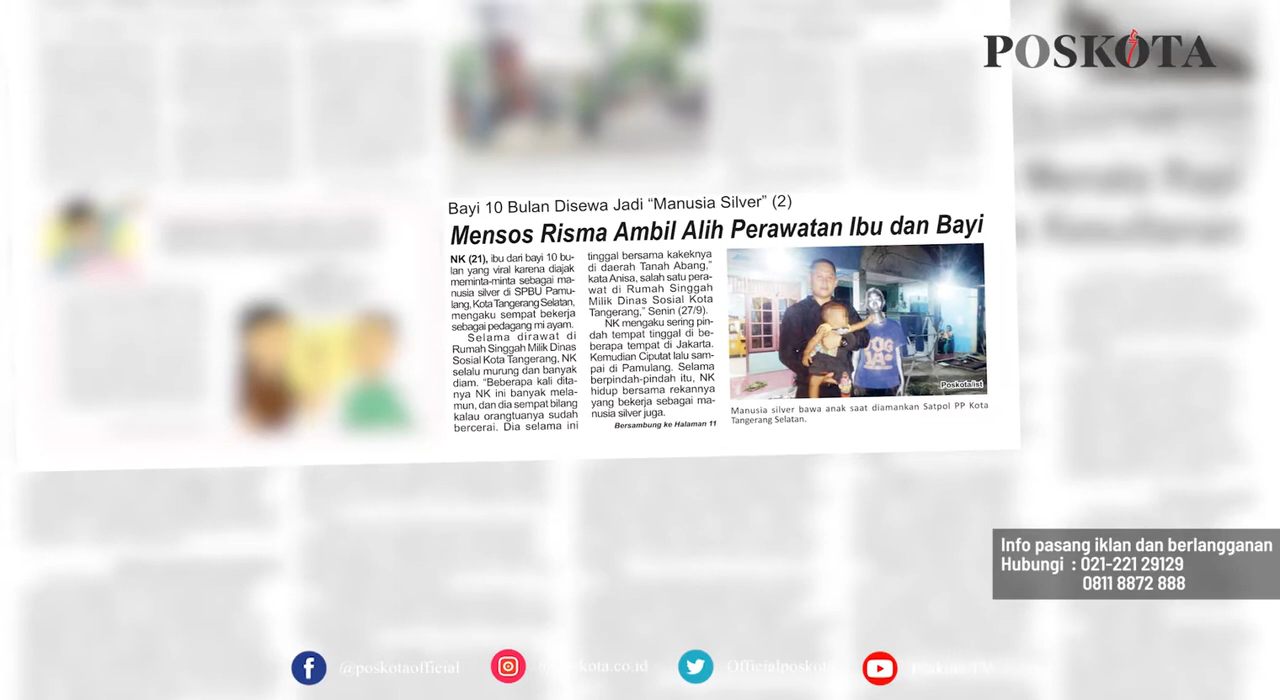 POSKOTA
Bayi 10 Bulan Disewa Jadi “Manusia Silver” (2)
Mensos Risma Ambil Alih Perawatan Ibu dan Bayi
NK (21), ibu dari bayi 10 bu-
lan yang viral karena diajak
meminta-minta sebagai ma-
nusia silver di SPBU Pamu-
lang, Kota Tangerang Selatan,
mengaku sempat bekerja
sebagai pedagang mi ayam.
Selama dirawat di
Rumah Singgah Milik Dinas
Sosial Kota Tangerang, NK
selalu murung dan banyak
diam. “Beberapa kali dita-
nya NK ini banyak mela-
mun, dan dia sempat bilang
kalau orangtuanya sudah
bercerai. Dia selama ini
tinggal bersama kakeknya
di daerah Tanah Abang,”
kata Anisa, salah satu pera-
wat di Rumah Singgah
Milik Dinas Sosial Kota
Tangerang,” Senin (27/9).
NK mengaku sering pin-
dah tempat tinggal di be-
berapa tempat di Jakarta.
Kemudian Ciputat lalu sam-
pai di Pamulang. Selama
berpindah-pindah itu, NK
hidup bersama rekannya
yang bekerja sebagai ma-
nusia silver juga.
Bersambung ke Halaman 11
Poskota/ist
Manusia silver bawa anak saat diamankan Satpol PP Kota
Tangerang Selatan.
Info pasang iklan dan berlangganan
Hubungi : 021-221 29129
0811 8872 888
@poskotaofficial
Officialposkota